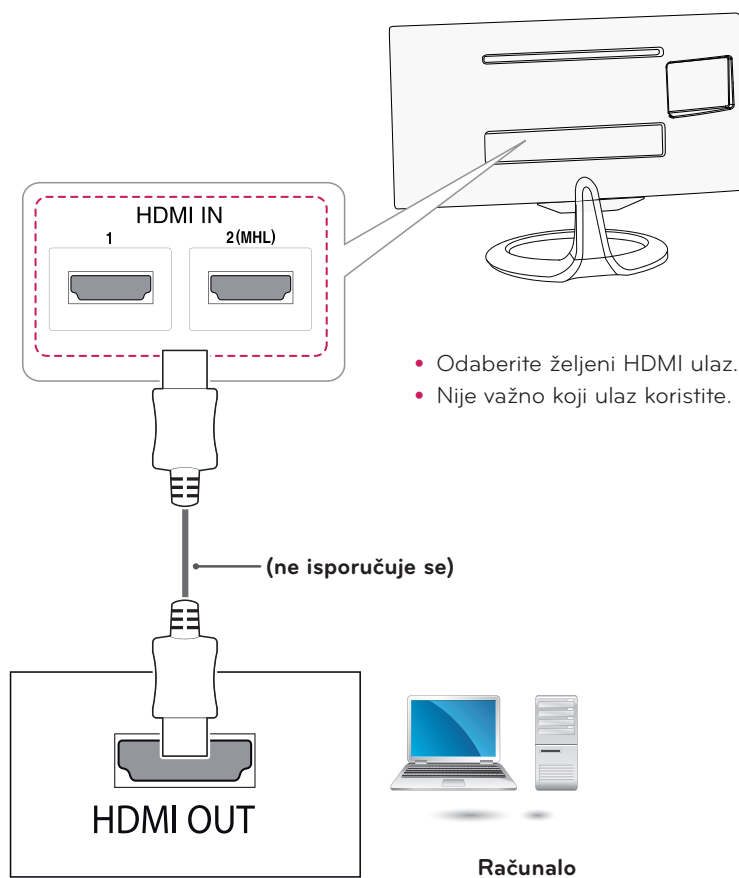 HDMI IN
1
2(MHL)
• Odaberite željeni HDMI ulaz.
• Nije važno koji ulaz koristite.
(ne isporučuje se)
HDMI OUT
Računalo